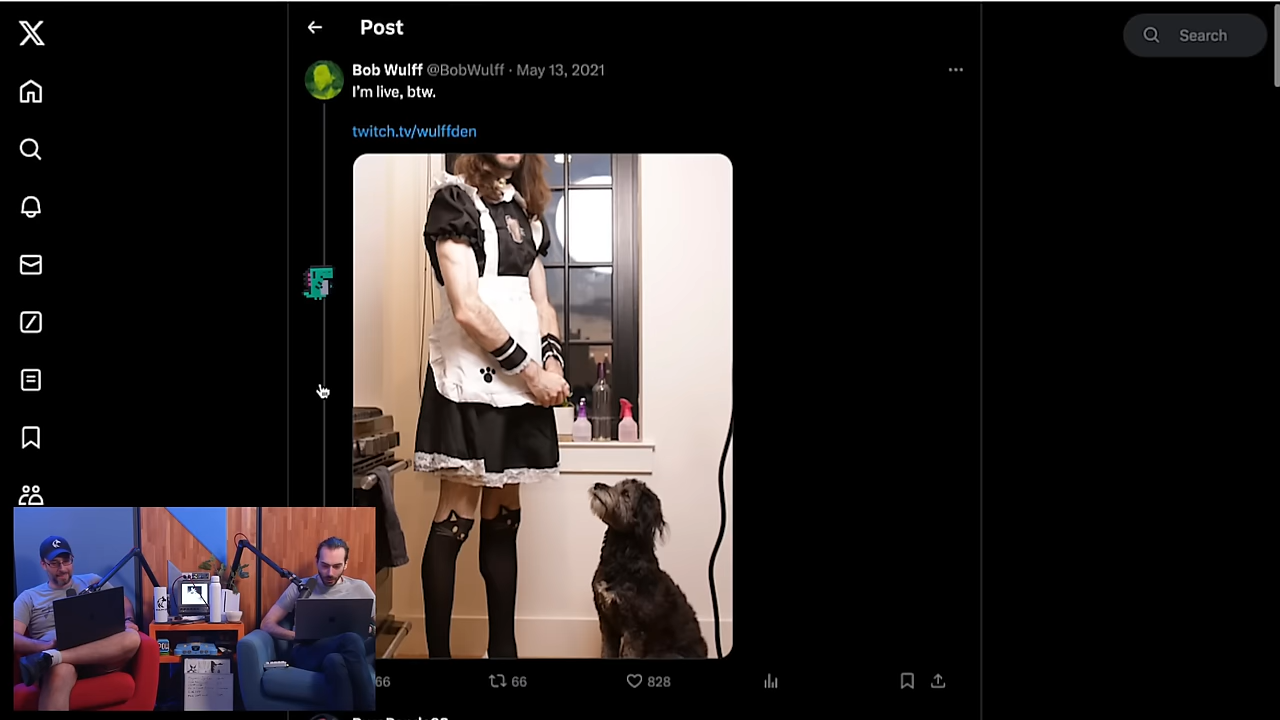 Post
Search
Bob Wulff @BobWulff · May 13, 2021
I'm live, btw.
twitch.tv/wulffden
66
66
828